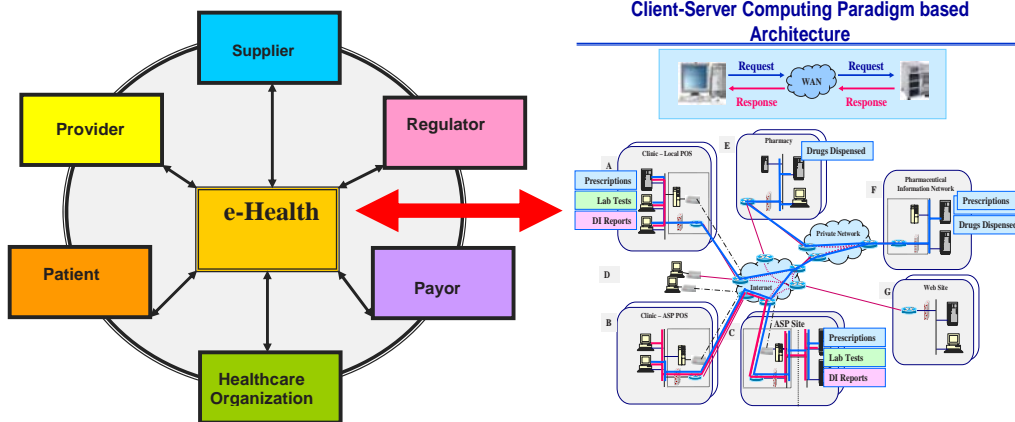 Supplier
Provider
Regulator
e-Health
Patient
Payor
Healthcare
Organization
Client-Server Computing Paradigm based
Architecture
Request
Request
WAN
Response
Response
A
Clinic – Local POS
Prescriptions
Lab Tests
DI Reports
E
Pharmacy
Drugs Dispensed
F
Pharmaceutical
Information Network
Prescriptions
Drugs Dispensed
Private Network
D
Internet
G
Web Site
B
Clinic – ASP POS
C
ASP Site
Prescriptions
Lab Tests
DI Reports